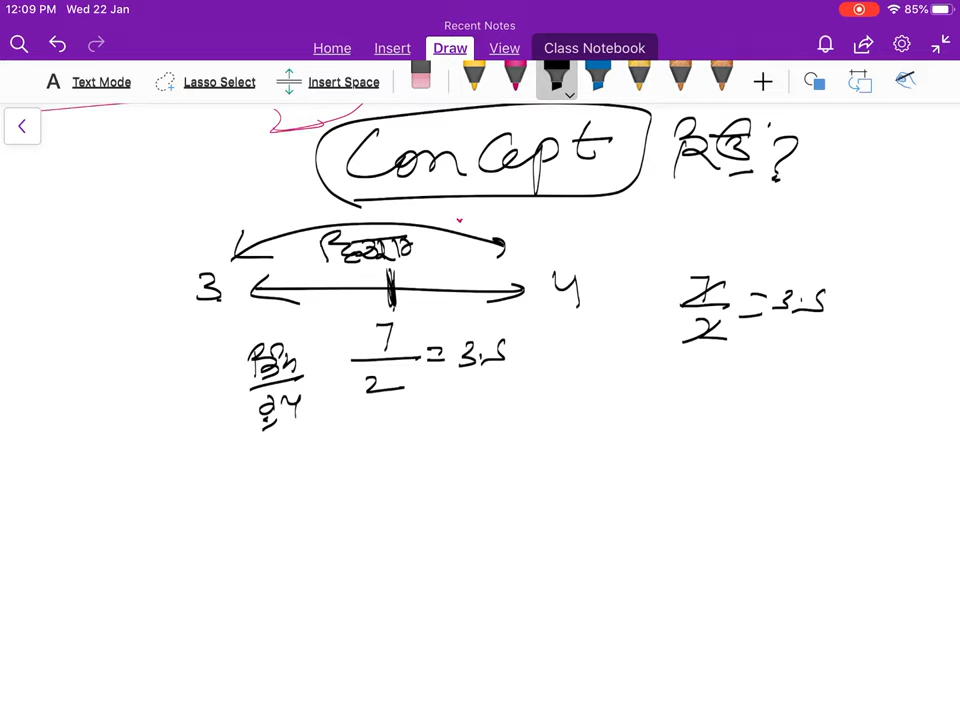 12:09 PM Wed 22 Jan 85%
Recent Notes
Home Insert Draw View Class Notebook
A Text Mode Lasso Select Insert Space
Concept ?
3 4
7/2 = 3.5
7/2 = 3.5